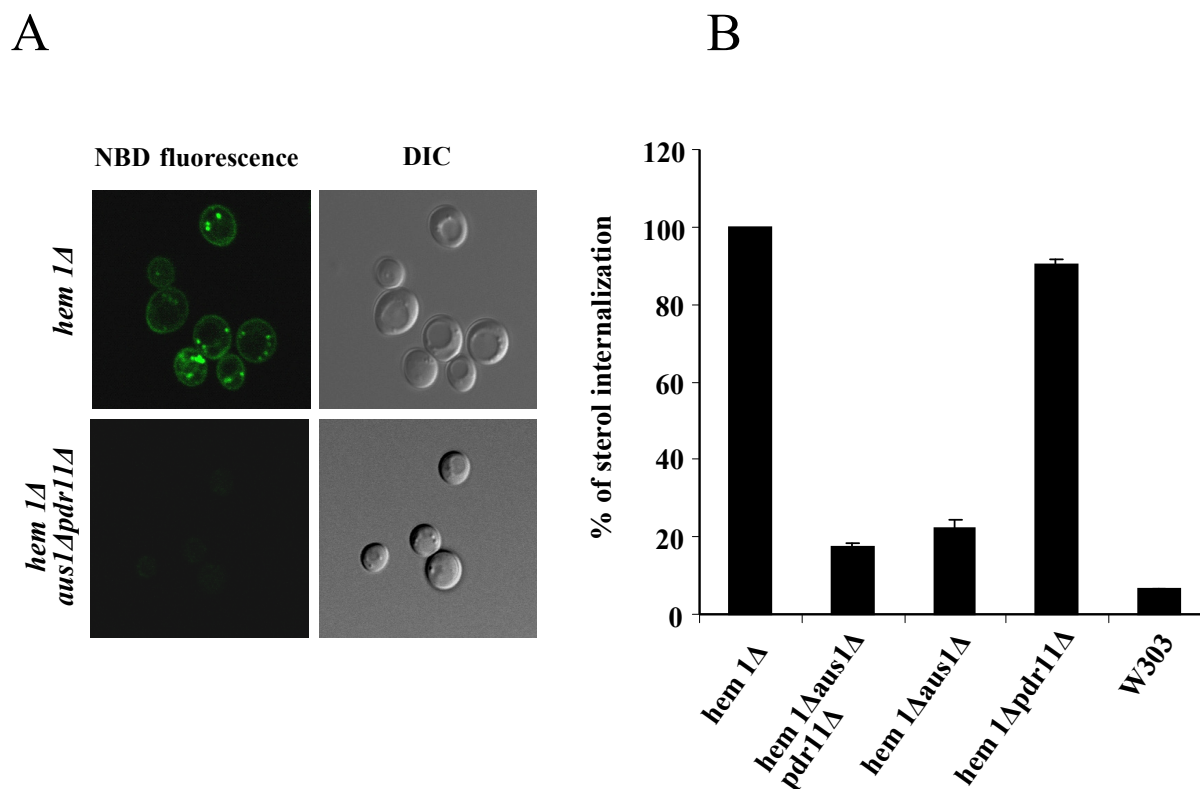 A
B
NBD fluorescence
DIC
hem 1Δ
hem 1Δ
aus1Δpdr11Δ
% of sterol internalization
120
100
80
60
40
20
0
hem 1Δ
hem 1Δaus1Δ
pdr11Δ
hem 1Δaus1Δ
hem 1Δpdr11Δ
W303